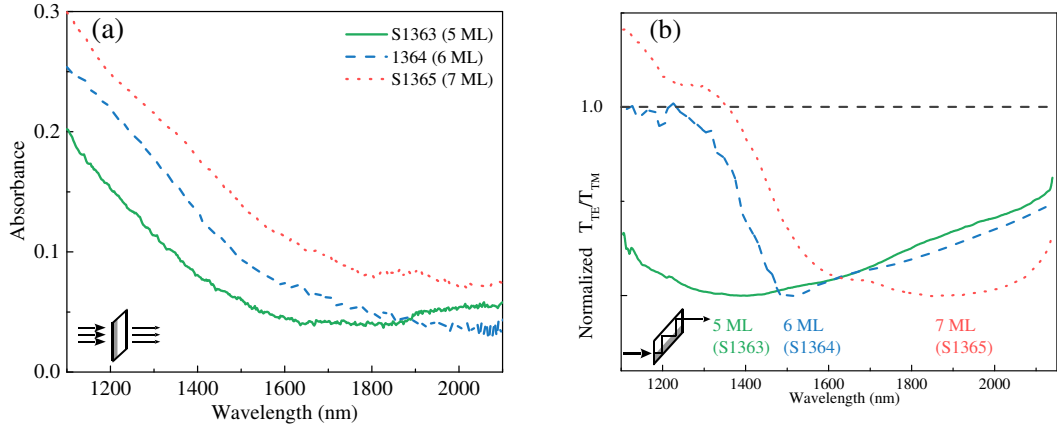 (a)
S1363 (5 ML)
1364 (6 ML)
S1365 (7 ML)
0.3
0.2
0.1
0.0
Absorbance
1200 1400 1600 1800 2000
Wavelength (nm)
(b)
1.0
Normalized T_TE/T_TM
5 ML
(S1363)
6 ML
(S1364)
7 ML
(S1365)
1200 1400 1600 1800 2000
Wavelength (nm)